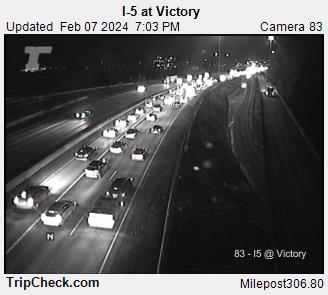 I-5 at Victory
Updated Feb 07 2024 7:03 PM Camera 83
N
83 - I5 @ Victory
TripCheck.com Milepost306.80